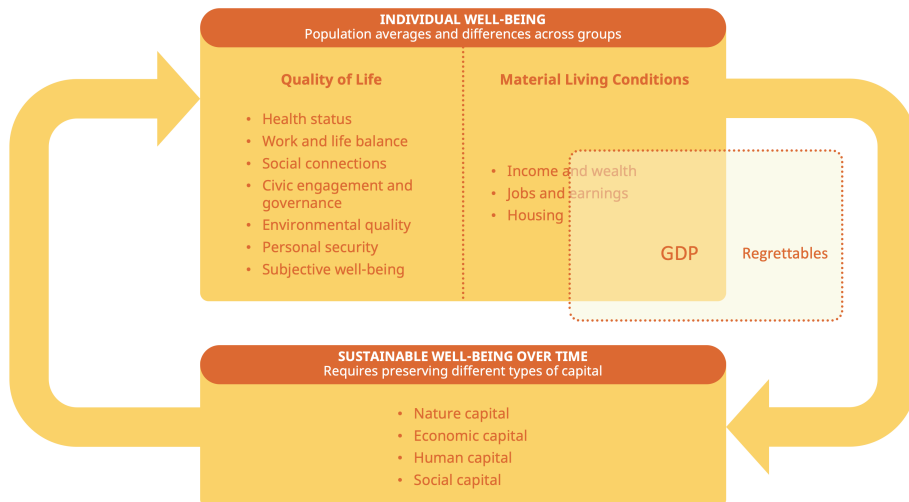 INDIVIDUAL WELL-BEING
Population averages and differences across groups
Quality of Life
• Health status
• Work and life balance
• Social connections
• Civic engagement and
governance
• Environmental quality
• Personal security
• Subjective well-being
Material Living Conditions
• Income and wealth
• Jobs and earnings
• Housing
GDP
Regrettables
SUSTAINABLE WELL-BEING OVER TIME
Requires preserving different types of capital
• Nature capital
• Economic capital
• Human capital
• Social capital